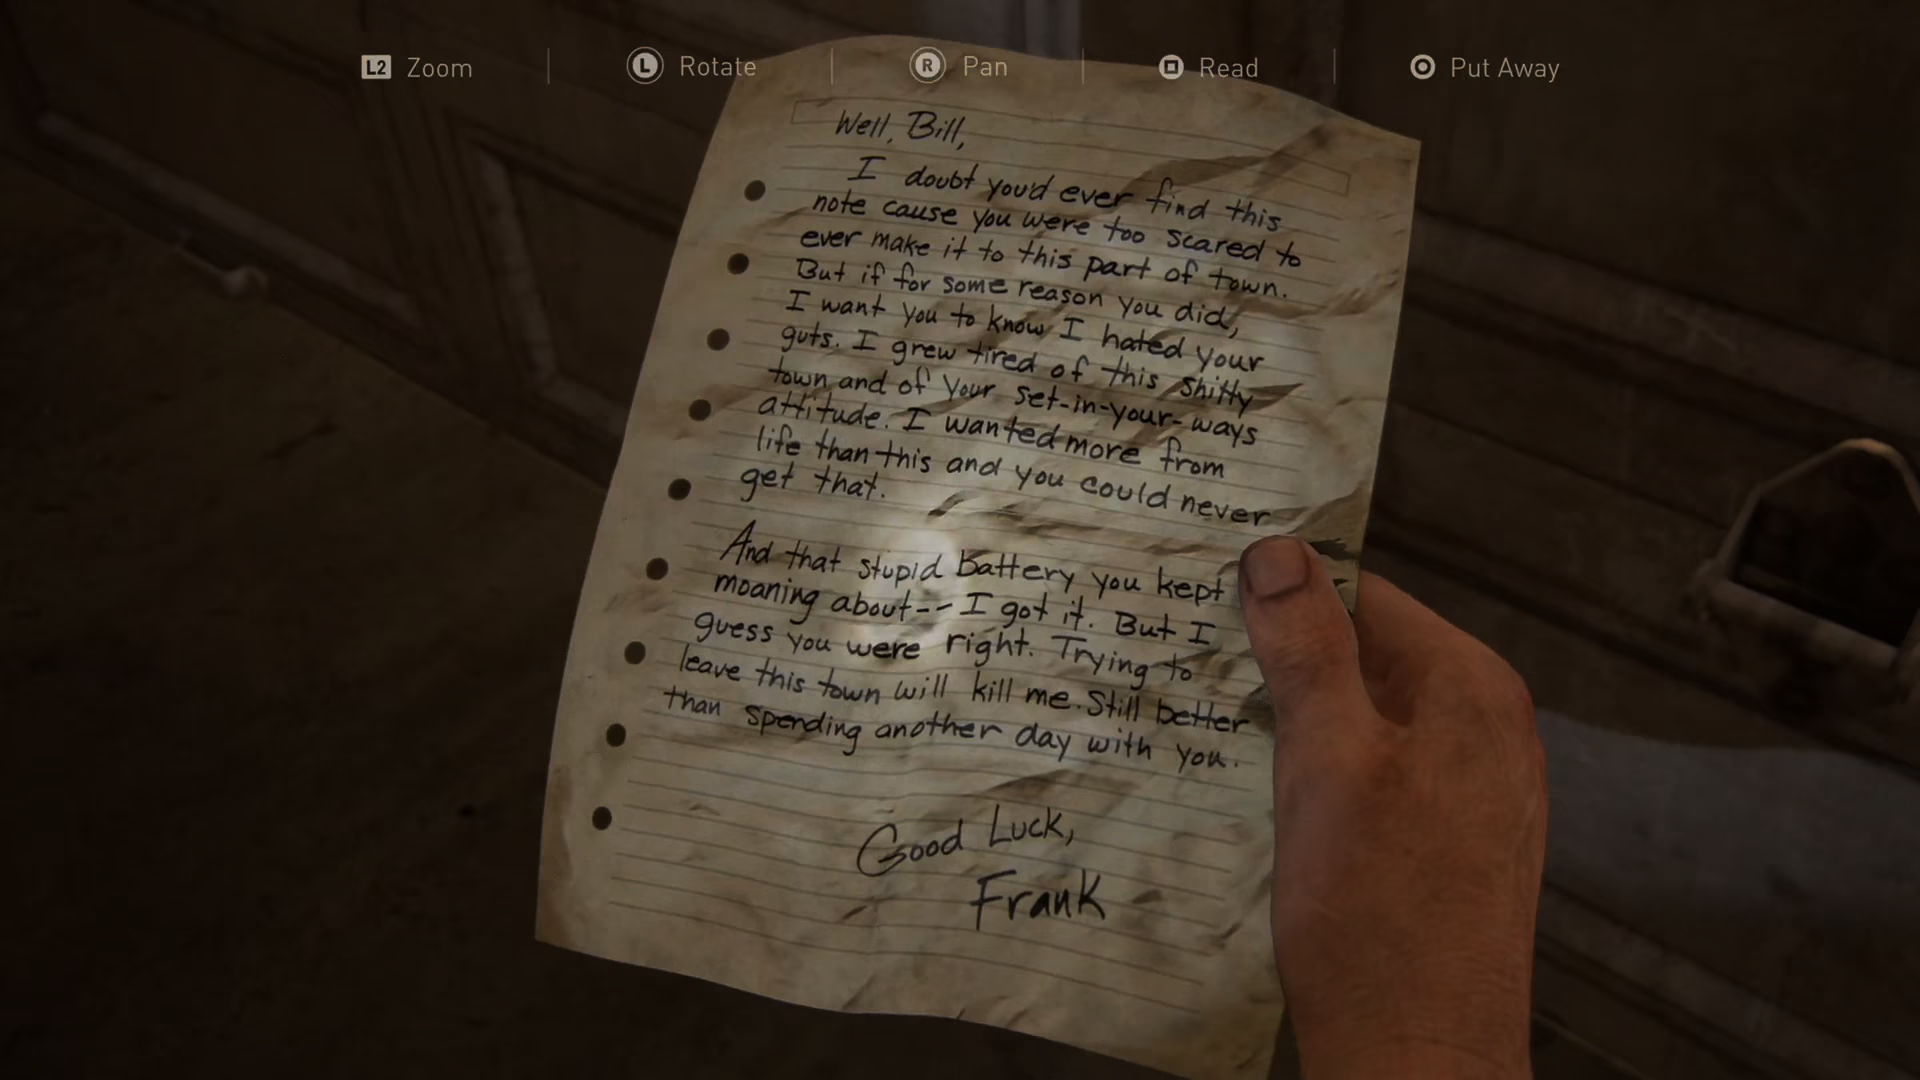 L2 Zoom L Rotate R Pan Read Put Away
Well, Bill,
I doubt you'd ever find this
note cause you were too scared to
ever make it to this part of town.
But if for some reason you did,
I want you to know I hated your
guts. I grew tired of this shitty
town and of your set-in-your-ways
attitude. I wanted more from
life than this and you could never
get that.
And that stupid battery you kept
moaning about-- I got it. But I
guess you were right. Trying to
leave this town will kill me. Still better
than spending another day with you.
Good Luck,
Frank